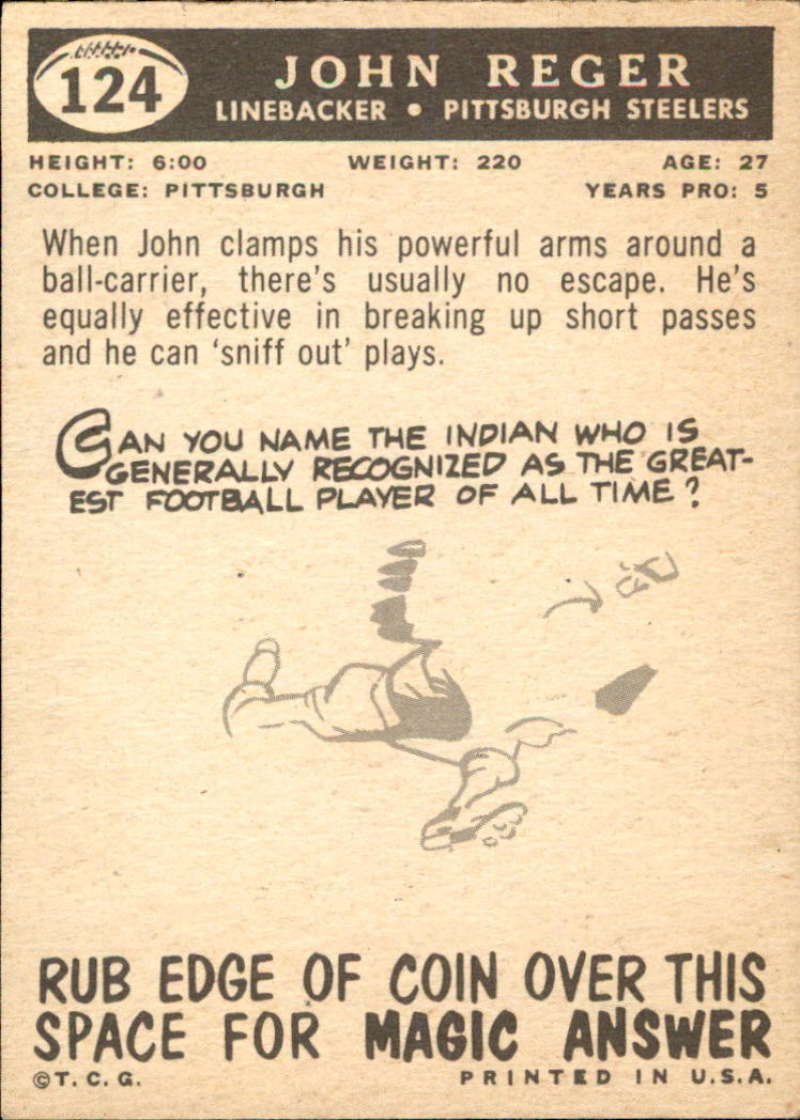 124
JOHN REGER
LINEBACKER • PITTSBURGH STEELERS
HEIGHT: 6:00 WEIGHT: 220 AGE: 27
COLLEGE: PITTSBURGH YEARS PRO: 5
When John clamps his powerful arms around a
ball-carrier, there's usually no escape. He's
equally effective in breaking up short passes
and he can 'sniff out' plays.
CAN YOU NAME THE INDIAN WHO IS
GENERALLY RECOGNIZED AS THE GREAT-
EST FOOTBALL PLAYER OF ALL TIME?
RUB EDGE OF COIN OVER THIS
SPACE FOR MAGIC ANSWER
©T. C. G. PRINTED IN U.S.A.